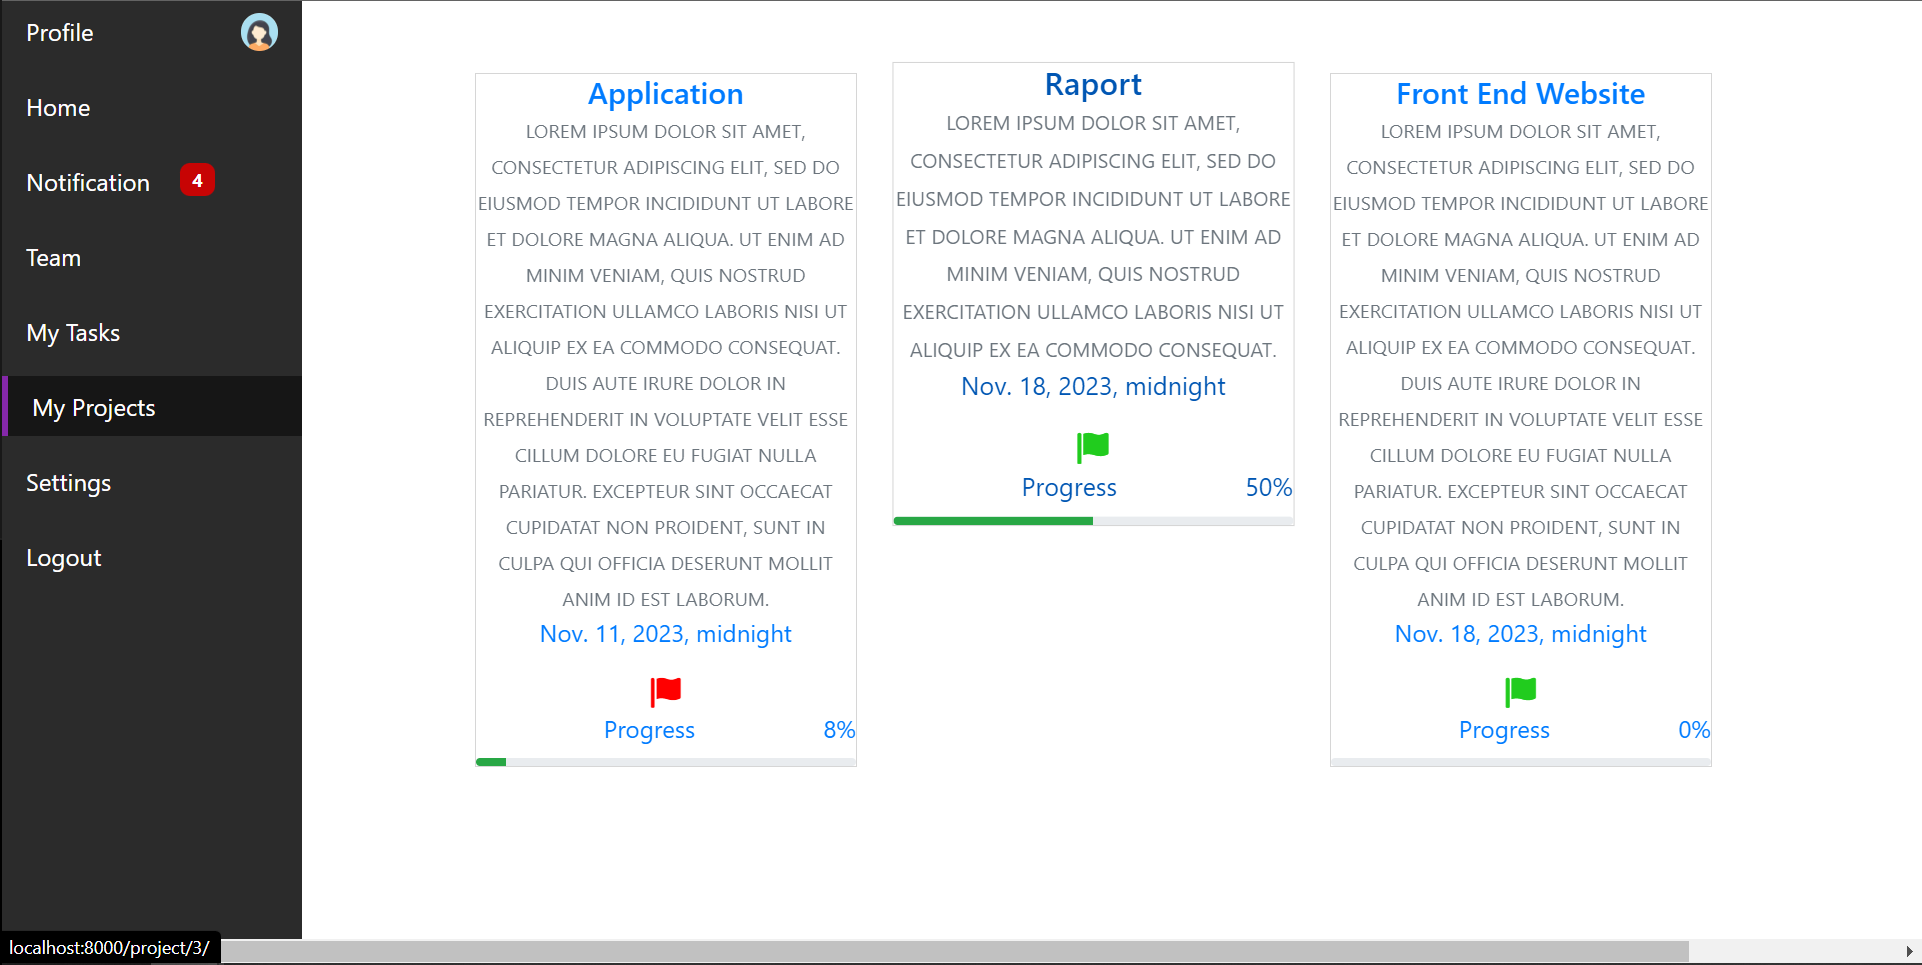 Profile
Home
Notification 4
Team
My Tasks
My Projects
Settings
Logout
Application
LOREM IPSUM DOLOR SIT AMET,
CONSECTETUR ADIPISCING ELIT, SED DO
EIUSMOD TEMPOR INCIDIDUNT UT LABORE
ET DOLORE MAGNA ALIQUA. UT ENIM AD
MINIM VENIAM, QUIS NOSTRUD
EXERCITATION ULLAMCO LABORIS NISI UT
ALIQUIP EX EA COMMODO CONSEQUAT.
DUIS AUTE IRURE DOLOR IN
REPREHENDERIT IN VOLUPTATE VELIT ESSE
CILLUM DOLORE EU FUGIAT NULLA
PARIATUR. EXCEPTEUR SINT OCCAECAT
CUPIDATAT NON PROIDENT, SUNT IN
CULPA QUI OFFICIA DESERUNT MOLLIT
ANIM ID EST LABORUM.
Nov. 11, 2023, midnight
Progress 8%
Raport
LOREM IPSUM DOLOR SIT AMET,
CONSECTETUR ADIPISCING ELIT, SED DO
EIUSMOD TEMPOR INCIDIDUNT UT LABORE
ET DOLORE MAGNA ALIQUA. UT ENIM AD
MINIM VENIAM, QUIS NOSTRUD
EXERCITATION ULLAMCO LABORIS NISI UT
ALIQUIP EX EA COMMODO CONSEQUAT.
Nov. 18, 2023, midnight
Progress 50%
Front End Website
LOREM IPSUM DOLOR SIT AMET,
CONSECTETUR ADIPISCING ELIT, SED DO
EIUSMOD TEMPOR INCIDIDUNT UT LABORE
ET DOLORE MAGNA ALIQUA. UT ENIM AD
MINIM VENIAM, QUIS NOSTRUD
EXERCITATION ULLAMCO LABORIS NISI UT
ALIQUIP EX EA COMMODO CONSEQUAT.
DUIS AUTE IRURE DOLOR IN
REPREHENDERIT IN VOLUPTATE VELIT ESSE
CILLUM DOLORE EU FUGIAT NULLA
PARIATUR. EXCEPTEUR SINT OCCAECAT
CUPIDATAT NON PROIDENT, SUNT IN
CULPA QUI OFFICIA DESERUNT MOLLIT
ANIM ID EST LABORUM.
Nov. 18, 2023, midnight
Progress 0%
localhost:8000/project/3/